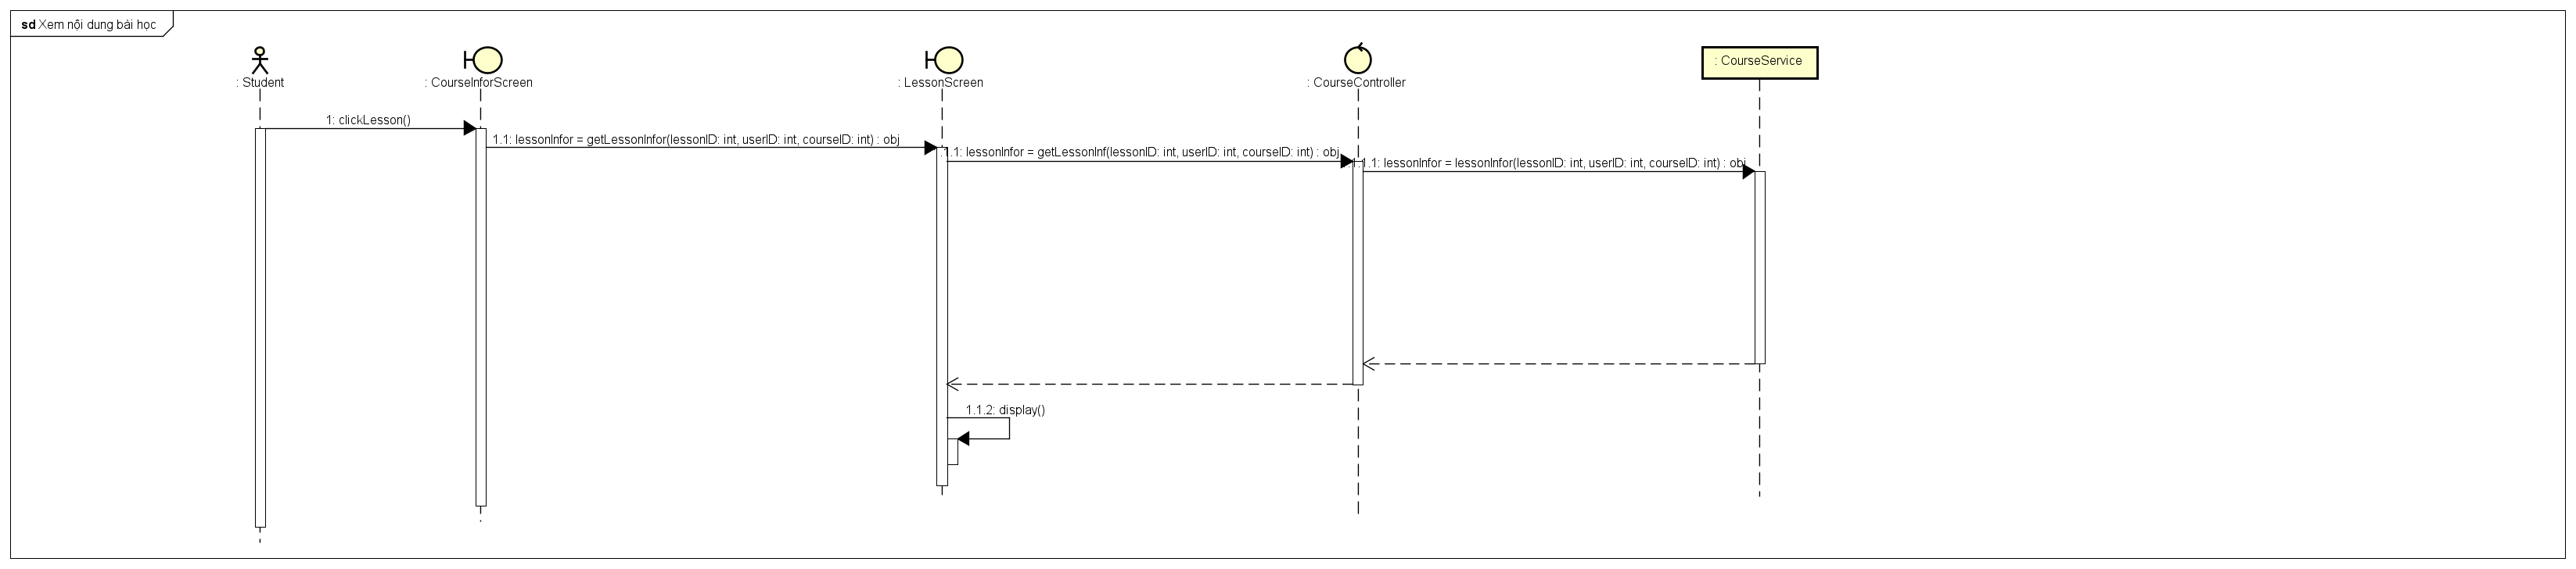 sd Xem nội dung bài học
: Student
: CourseInforScreen
: LessonScreen
: CourseController
: CourseService
1: clickLesson()
1.1: lessonInfor = getLessonInfor(lessonID: int, userID: int, courseID: int) : obj
.1.1: lessonInfor = getLessonInf(lessonID: int, userID: int, courseID: int) : obj
1.1.1: lessonInfor = lessonInfor(lessonID: int, userID: int, courseID: int) : obj
1.1.2: display()